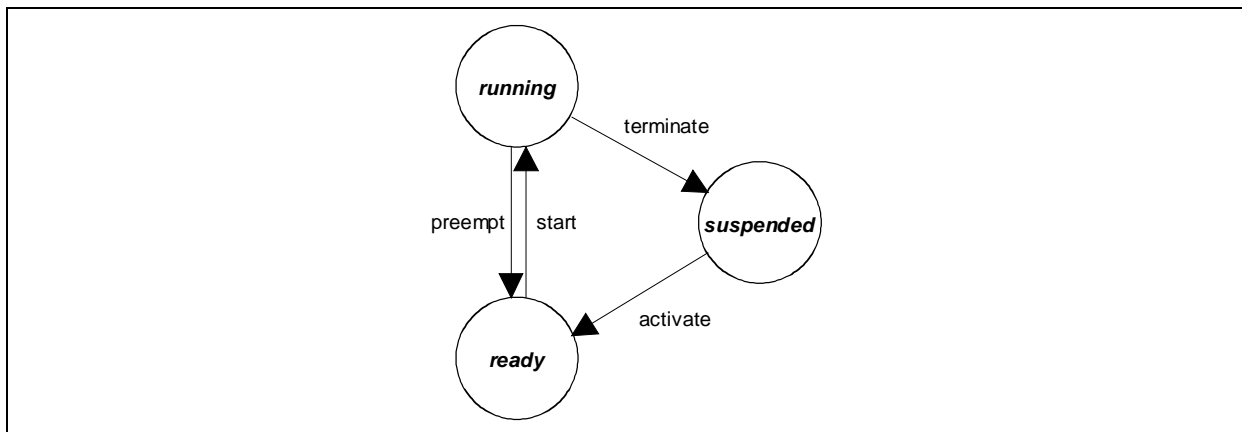 running
terminate
suspended
preempt
start
activate
ready